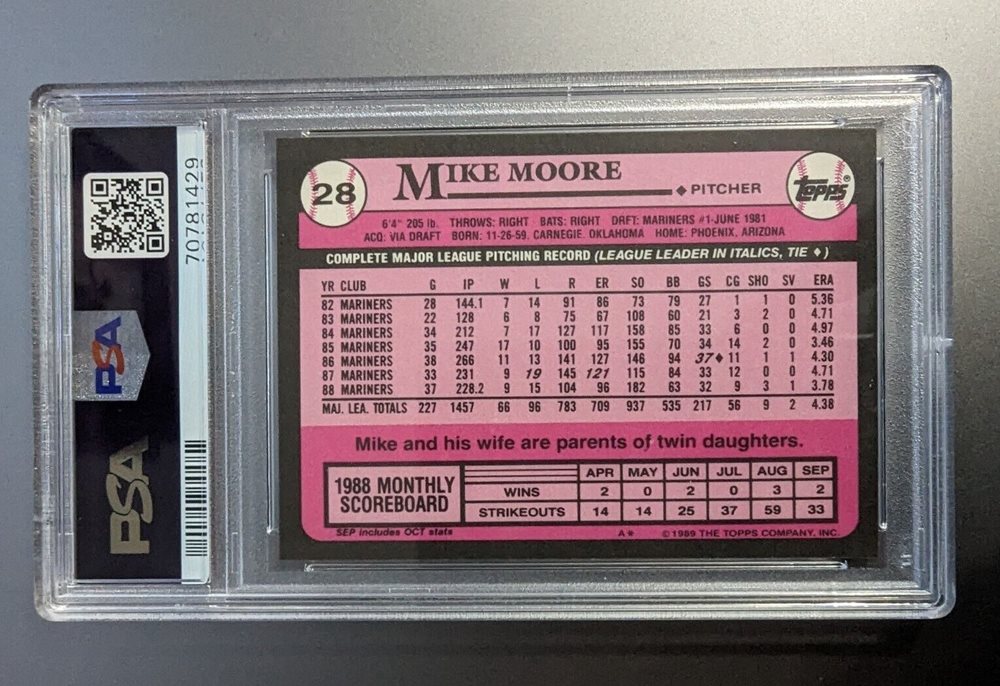 70781429
PSA
PSA
28
MIKE MOORE
♦ PITCHER
Topps®
6'4" 205 lb. THROWS: RIGHT BATS: RIGHT DRFT: MARINERS #1-JUNE 1981
ACQ: VIA DRAFT BORN: 11-26-59. CARNEGIE. OKLAHOMA HOME: PHOENIX, ARIZONA
COMPLETE MAJOR LEAGUE PITCHING RECORD (LEAGUE LEADER IN ITALICS, TIE ♦)
YR CLUB G IP W L R ER SO BB GS CG SHO SV ERA
82 MARINERS 28 144.1 7 14 91 86 73 79 27 1 1 0 5.36
83 MARINERS 22 128 6 8 75 67 108 60 21 3 2 0 4.71
84 MARINERS 34 212 7 17 127 117 158 85 33 6 0 0 4.97
85 MARINERS 35 247 17 10 100 95 155 70 34 14 2 0 3.46
86 MARINERS 38 266 11 13 141 127 146 94 37♦ 11 1 1 4.30
87 MARINERS 33 231 9 19 145 121 115 84 33 12 0 0 4.71
88 MARINERS 37 228.2 9 15 104 96 182 63 32 9 3 1 3.78
MAJ. LEA. TOTALS 227 1457 66 96 783 709 937 535 217 56 9 2 4.38
Mike and his wife are parents of twin daughters.
1988 MONTHLY
SCOREBOARD
APR MAY JUN JUL AUG SEP
WINS 2 0 2 0 3 2
STRIKEOUTS 14 14 25 37 59 33
SEP includes OCT stats
A* ©1989 THE TOPPS COMPANY, INC.